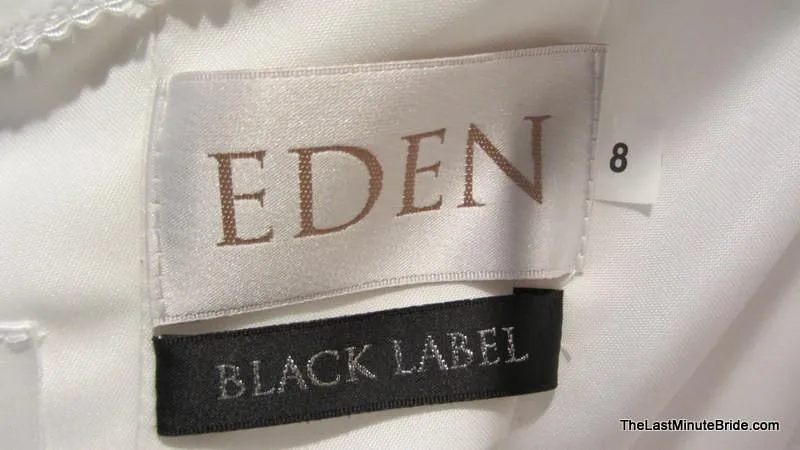 EDEN
8
BLACK LABEL
TheLastMinuteBride.com